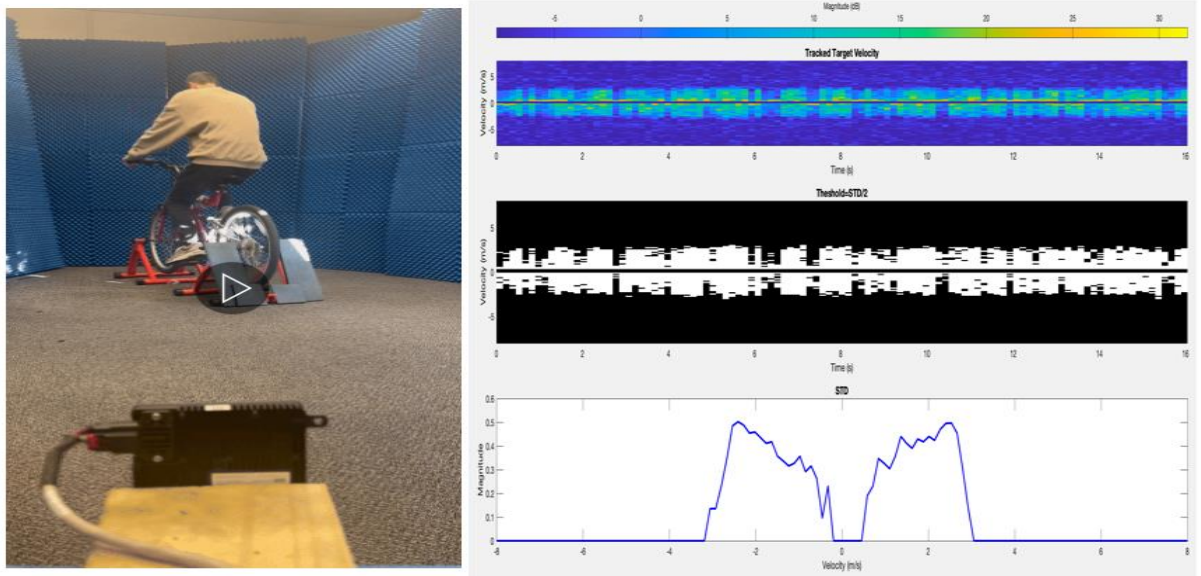 Magnitude (dB)
-5 0 5 10 15 20 25 30
Tracked Target Velocity
Velocity (m/s)
5
0
-5
0 2 4 6 8 10 12 14 16
Time (s)
Theshold=STD/2
Velocity (m/s)
5
0
-5
0 2 4 6 8 10 12 14 16
Time (s)
STD
Magnitude
0.6
0.5
0.4
0.3
0.2
0.1
0
-8 -6 -4 -2 0 2 4 6 8
Velocity (m/s)